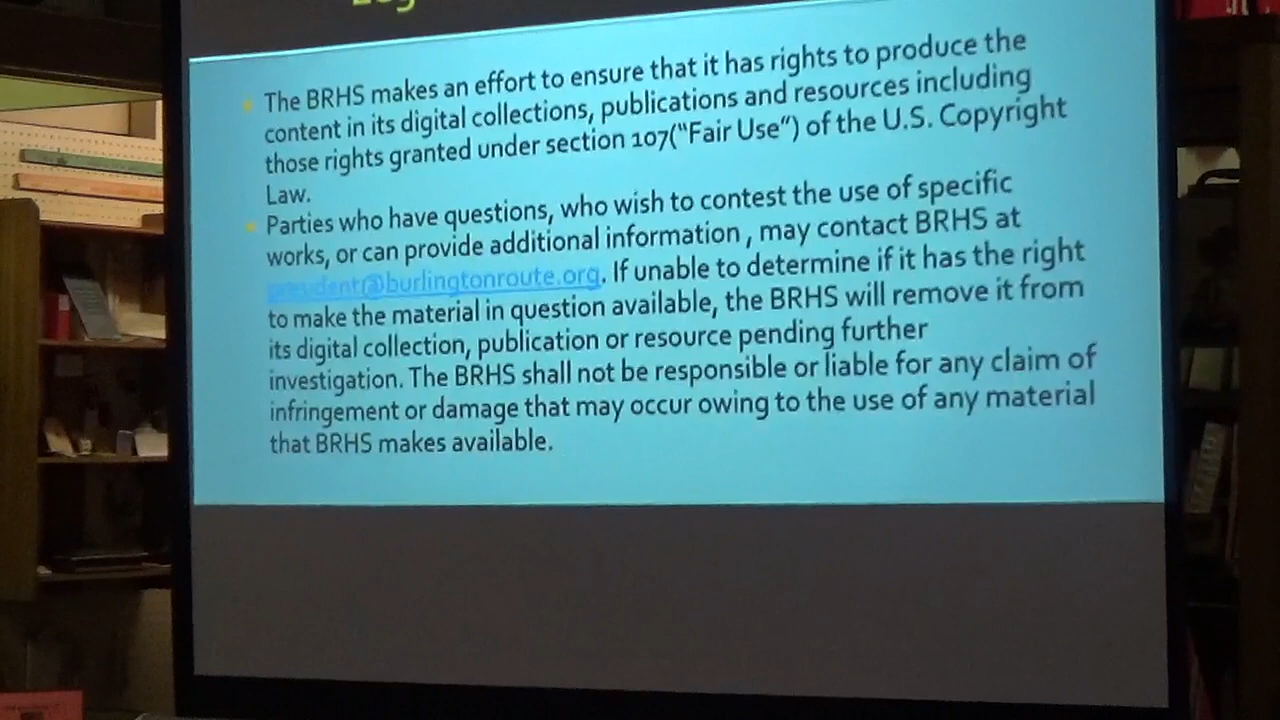 The BRHS makes an effort to ensure that it has rights to produce the
content in its digital collections, publications and resources including
those rights granted under section 107("Fair Use") of the U.S. Copyright
Law.
Parties who have questions, who wish to contest the use of specific
works, or can provide additional information , may contact BRHS at
president@burlingtonroute.org. If unable to determine if it has the right
to make the material in question available, the BRHS will remove it from
its digital collection, publication or resource pending further
investigation. The BRHS shall not be responsible or liable for any claim of
infringement or damage that may occur owing to the use of any material
that BRHS makes available.